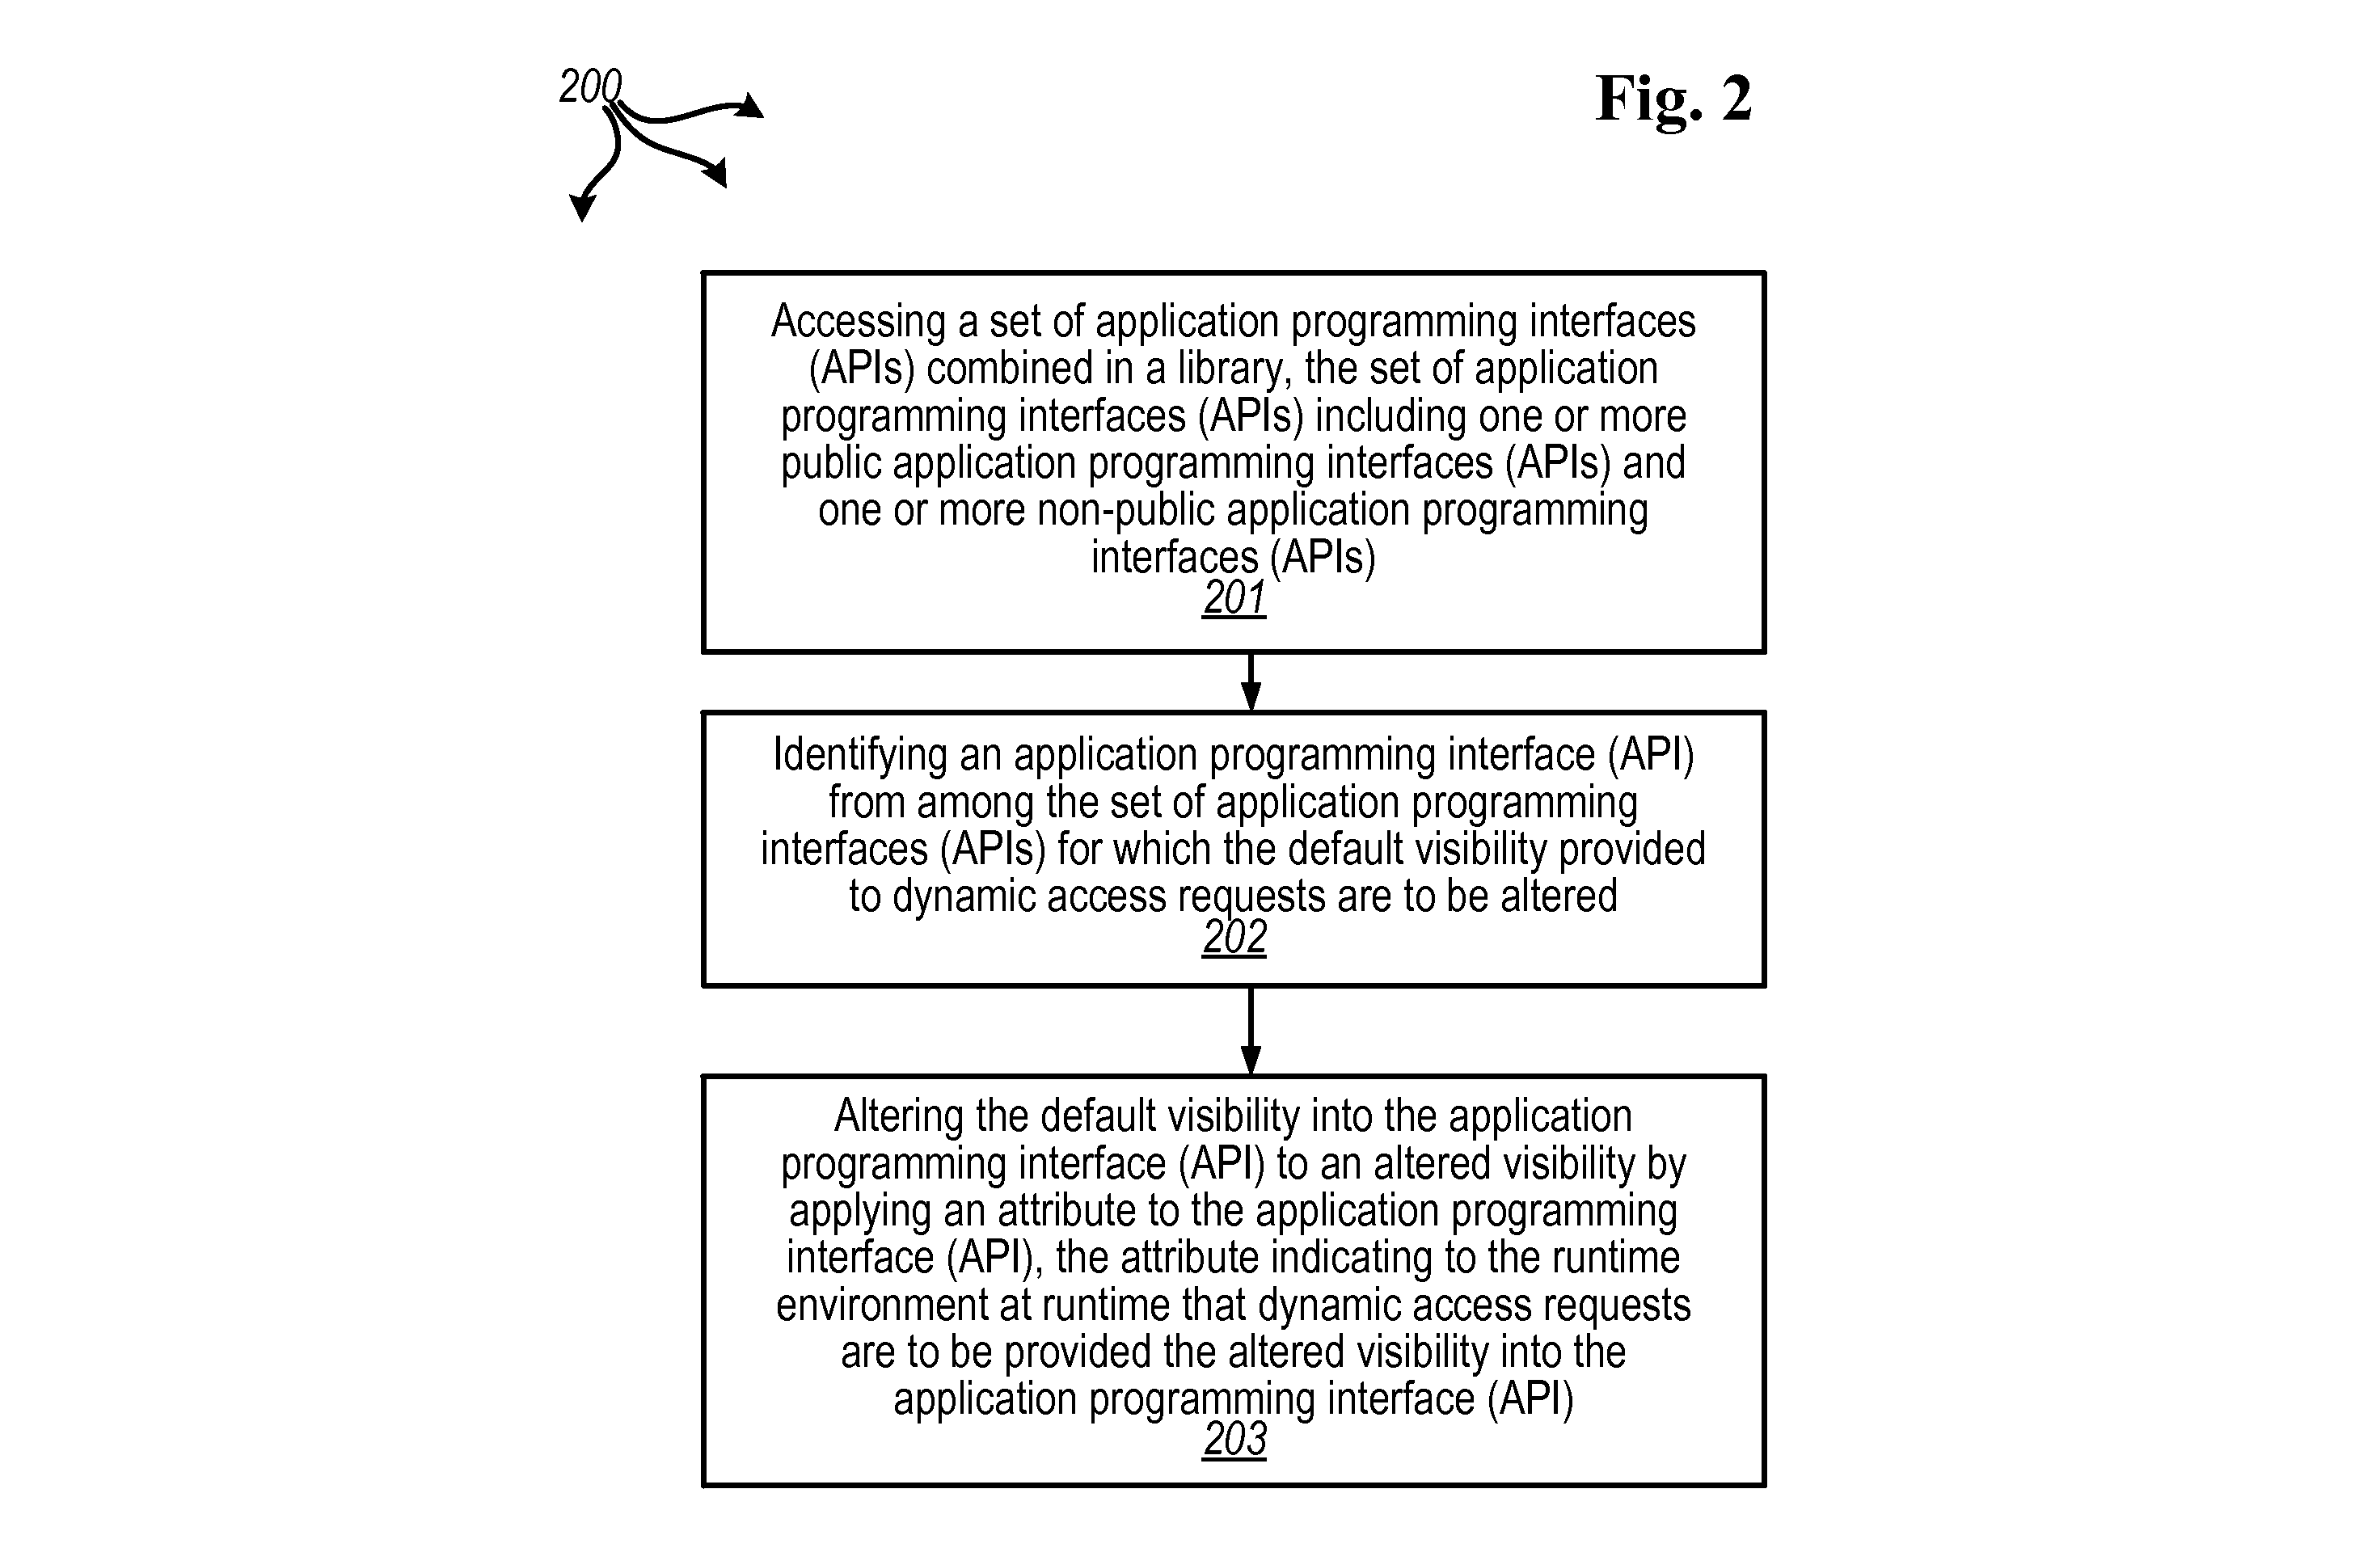 200
Fig. 2
Accessing a set of application programming interfaces
(APIs) combined in a library, the set of application
programming interfaces (APIs) including one or more
public application programming interfaces (APIs) and
one or more non-public application programming
interfaces (APIs)
201
Identifying an application programming interface (API)
from among the set of application programming
interfaces (APIs) for which the default visibility provided
to dynamic access requests are to be altered
202
Altering the default visibility into the application
programming interface (API) to an altered visibility by
applying an attribute to the application programming
interface (API), the attribute indicating to the runtime
environment at runtime that dynamic access requests
are to be provided the altered visibility into the
application programming interface (API)
203